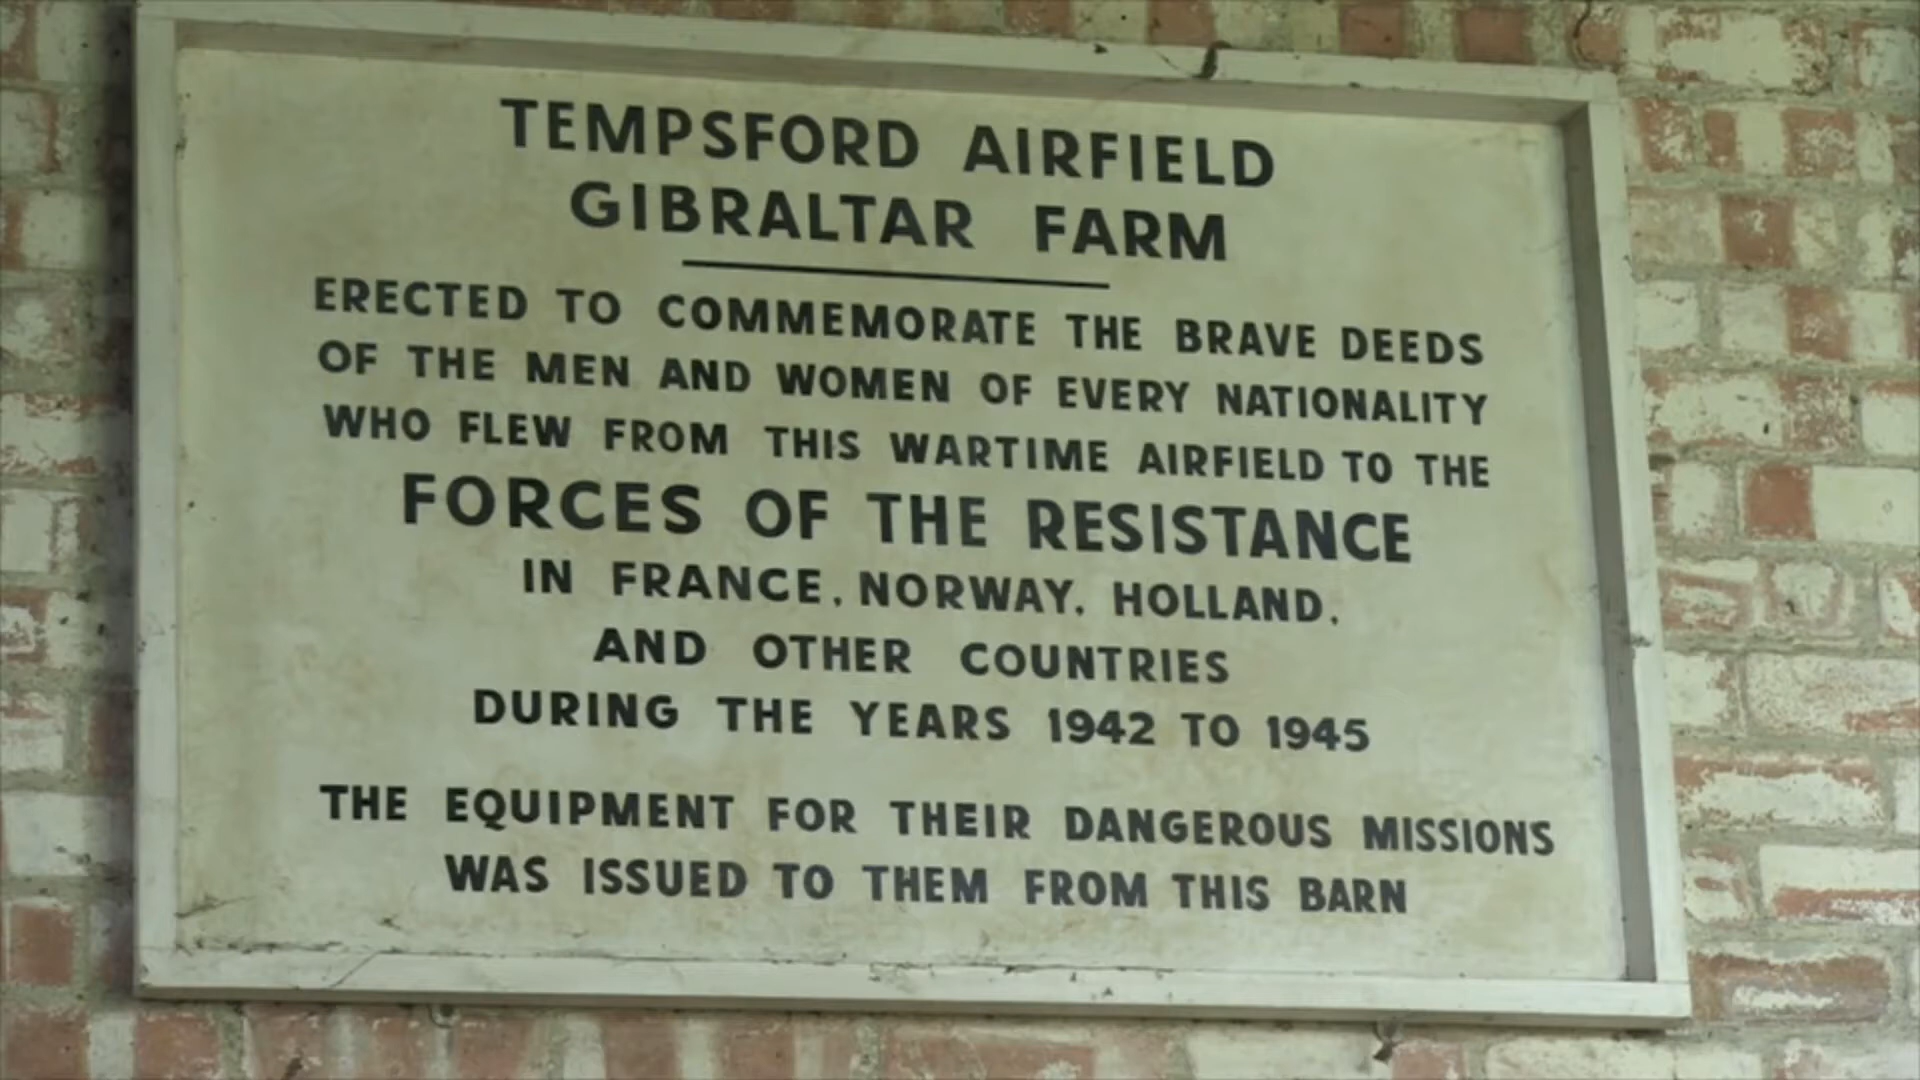 TEMPSFORD AIRFIELD
GIBRALTAR FARM
ERECTED TO COMMEMORATE THE BRAVE DEEDS
OF THE MEN AND WOMEN OF EVERY NATIONALITY
WHO FLEW FROM THIS WARTIME AIRFIELD TO THE
FORCES OF THE RESISTANCE
IN FRANCE, NORWAY, HOLLAND,
AND OTHER COUNTRIES
DURING THE YEARS 1942 TO 1945
THE EQUIPMENT FOR THEIR DANGEROUS MISSIONS
WAS ISSUED TO THEM FROM THIS BARN